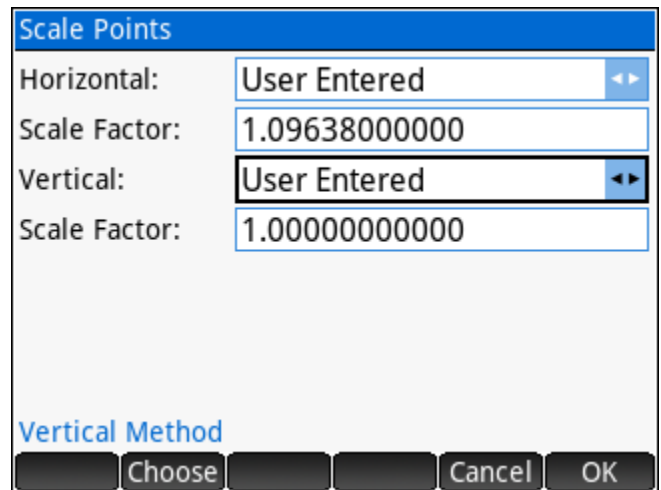 Scale Points
Horizontal: User Entered
Scale Factor: 1.09638000000
Vertical: User Entered
Scale Factor: 1.00000000000
Vertical Method
Choose Cancel OK